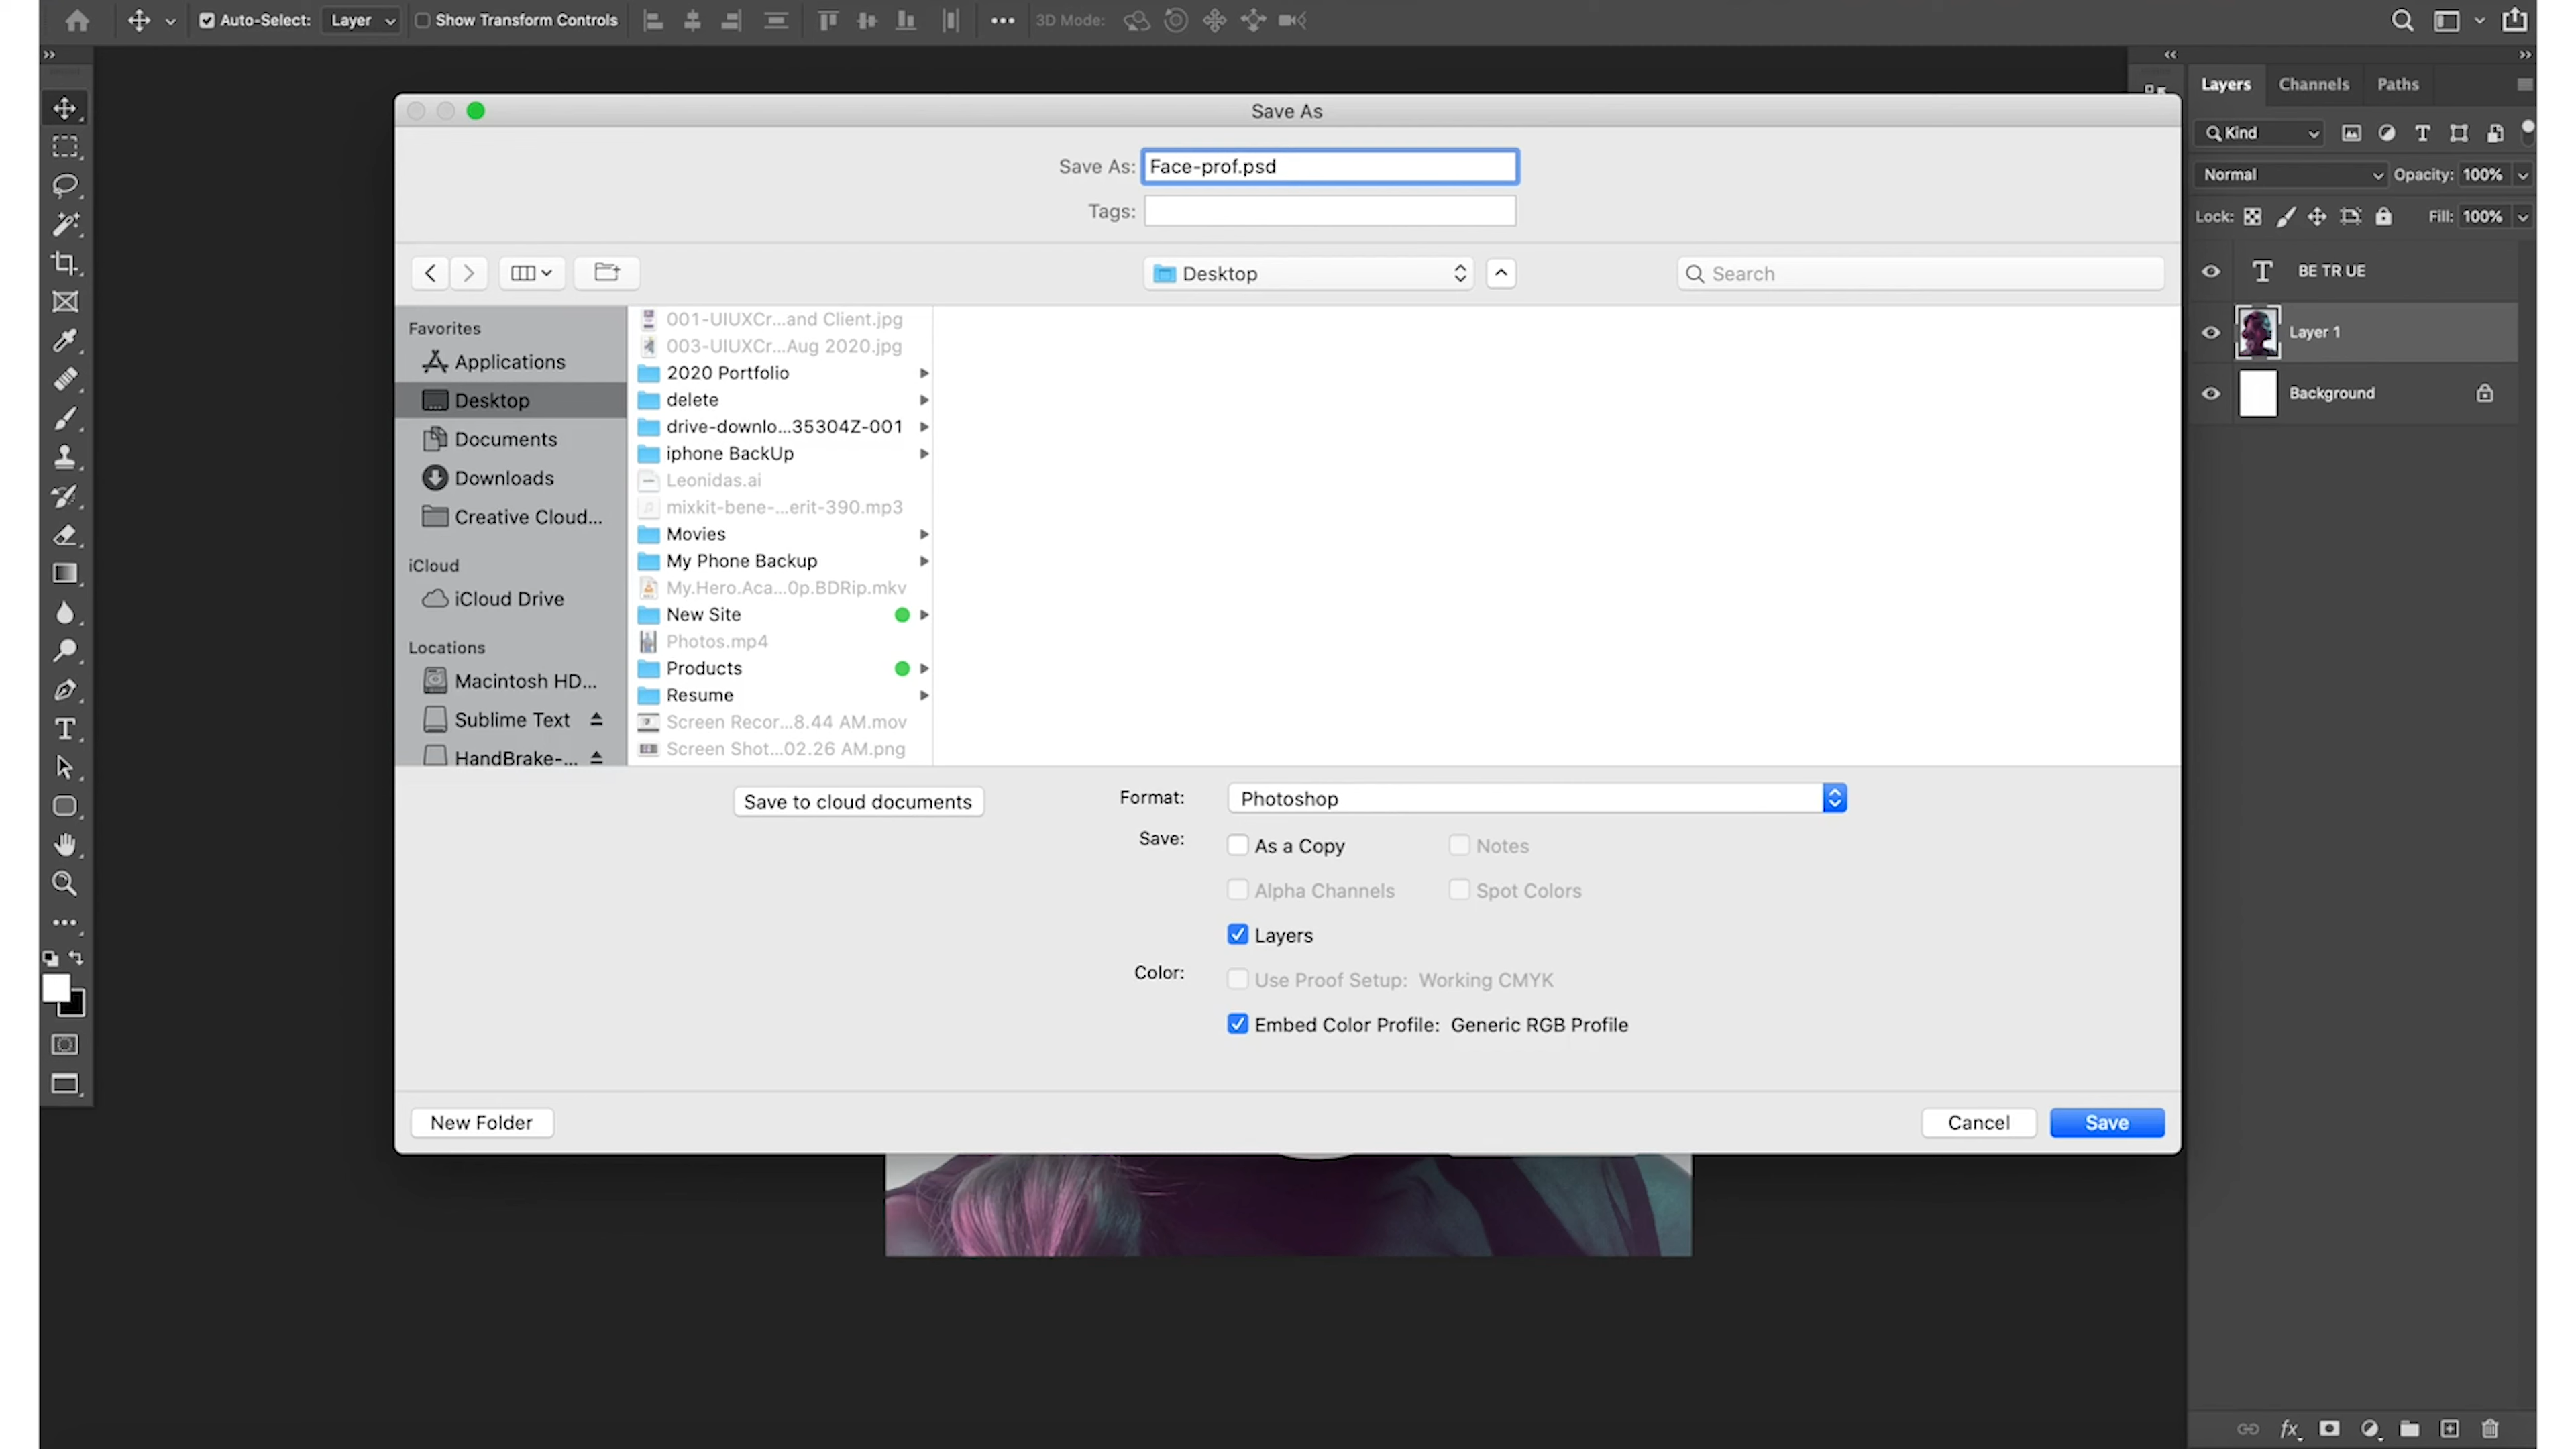 Auto-Select: Layer Show Transform Controls 3D Mode:
Save As
Save As: Face-prof.psd
Tags:
Desktop
Search
Favorites
Applications
Desktop
Documents
Downloads
Creative Cloud...
iCloud
iCloud Drive
Locations
Macintosh HD...
Sublime Text
HandBrake-...
001-UIUXCr...and Client.jpg
003-UIUXCr...Aug 2020.jpg
2020 Portfolio
delete
drive-downlo...35304Z-001
iphone BackUp
Leonidas.ai
mixkit-bene-...erit-390.mp3
Movies
My Phone Backup
My.Hero.Aca...0p.BDRip.mkv
New Site
Photos.mp4
Products
Resume
Screen Recor...8.44 AM.mov
Screen Shot...02.26 AM.png
Save to cloud documents
Format: Photoshop
Save: As a Copy Notes
Alpha Channels Spot Colors
Layers
Color: Use Proof Setup: Working CMYK
Embed Color Profile: Generic RGB Profile
New Folder
Cancel
Save
Layers Channels Paths
Kind
Normal Opacity: 100%
Lock: Fill: 100%
BE TR UE
Layer 1
Background
fx